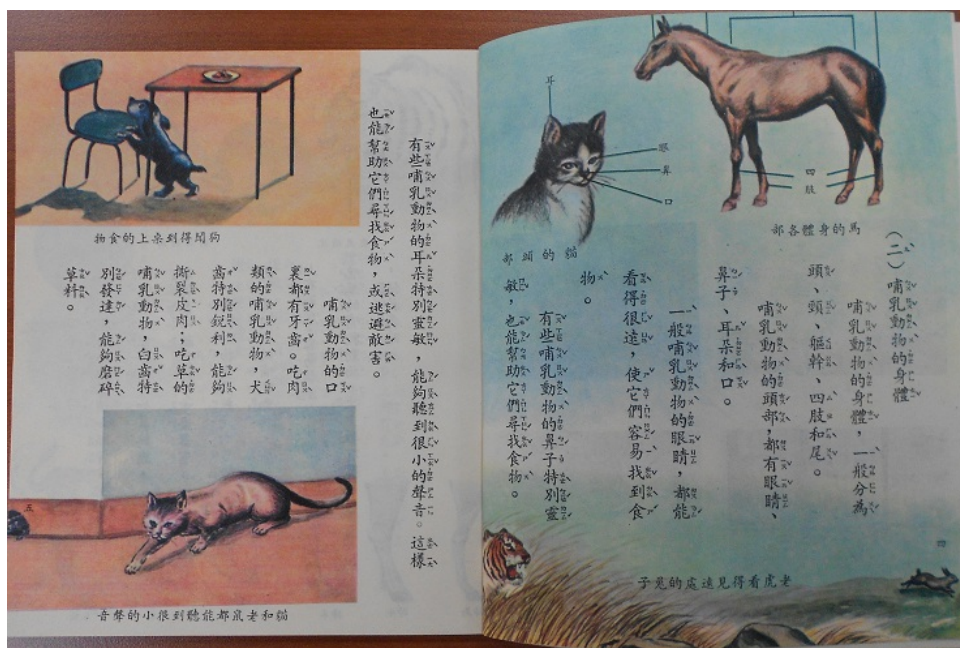 四肢
馬的身體各部
耳
眼
鼻
口
貓的頭部
(二)哺乳動物的身體
哺乳動物的身體,一般分為
頭、頸、軀幹、四肢和尾。
哺乳動物的頭部,都有眼睛、
鼻子、耳朵和口。
一般哺乳動物的眼睛,都能
看得很遠,使它們容易找到食
物。
有些哺乳動物的鼻子特別靈
敏,也能幫助它們尋找食物。
老虎看得見遠處的兔子
四
有些哺乳動物的耳朵特別靈敏,能夠聽到很小的聲音。這樣
也能幫助它們尋找食物,或逃避敵害。
狗聞得到桌上的食物
哺乳動物的口
裏都有牙齒。吃肉
類的哺乳動物,犬
齒特別銳利,能夠
撕裂皮肉;吃草的
哺乳動物,臼齒特
別發達,能夠磨碎
草料。
貓和老鼠都能聽到很小的聲音
五